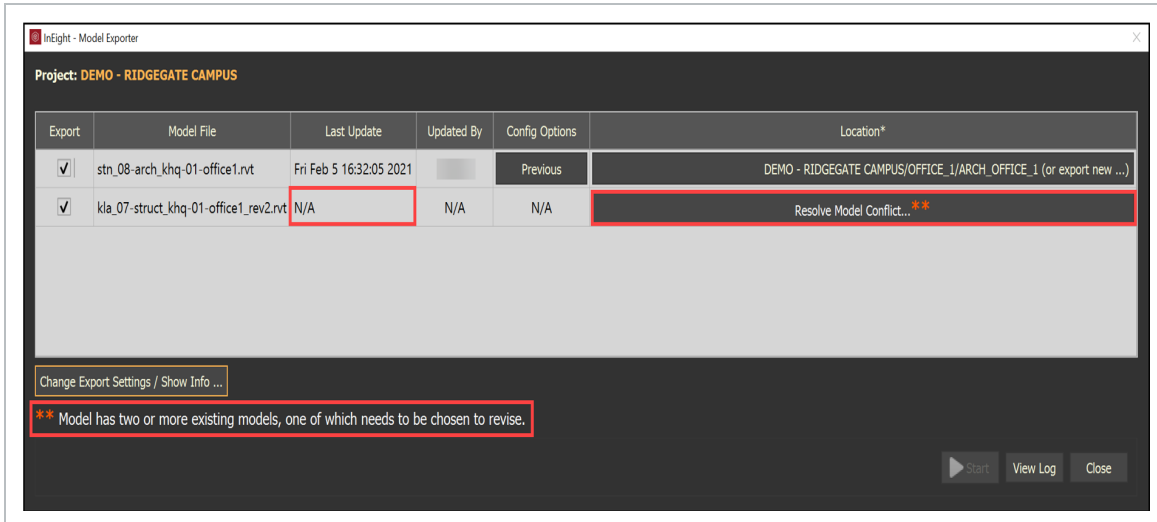 InEight - Model Exporter X
Project: DEMO - RIDGEGATE CAMPUS
Export Model File Last Update Updated By Config Options Location*
stn_08-arch_khq-01-office1.rvt Fri Feb 5 16:32:05 2021 Previous DEMO - RIDGEGATE CAMPUS/OFFICE_1/ARCH_OFFICE_1 (or export new ...)
kla_07-struct_khq-01-office1_rev2.rvt N/A N/A N/A Resolve Model Conflict...**
Change Export Settings / Show Info ...
** Model has two or more existing models, one of which needs to be chosen to revise.
Start View Log Close